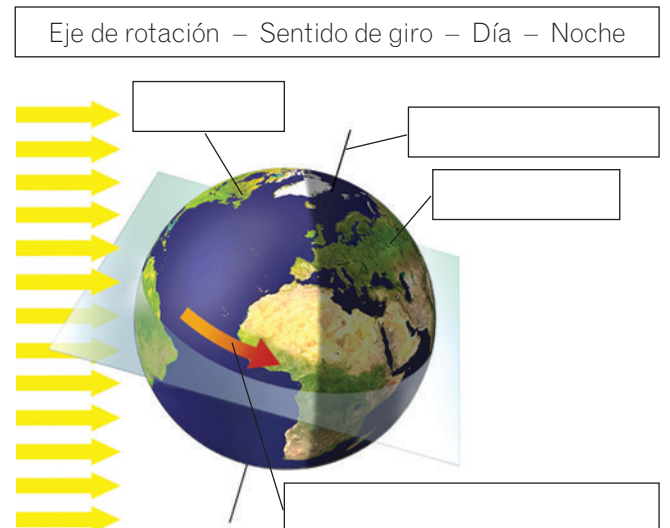 Eje de rotación – Sentido de giro – Día – Noche